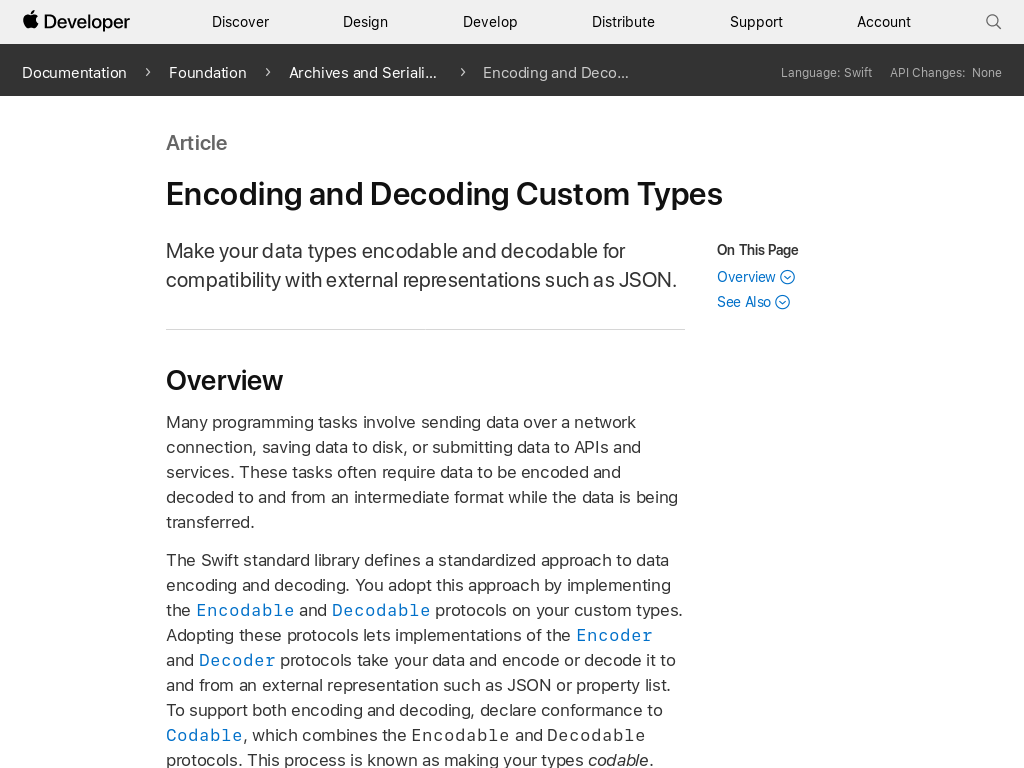 Developer Discover Design Develop Distribute Support Account
Documentation Foundation Archives and Seriali... Encoding and Deco... Language: Swift API Changes: None
Article
Encoding and Decoding Custom Types
Make your data types encodable and decodable for
compatibility with external representations such as JSON.
On This Page
Overview
See Also
Overview
Many programming tasks involve sending data over a network
connection, saving data to disk, or submitting data to APIs and
services. These tasks often require data to be encoded and
decoded to and from an intermediate format while the data is being
transferred.
The Swift standard library defines a standardized approach to data
encoding and decoding. You adopt this approach by implementing
the Encodable and Decodable protocols on your custom types.
Adopting these protocols lets implementations of the Encoder
and Decoder protocols take your data and encode or decode it to
and from an external representation such as JSON or property list.
To support both encoding and decoding, declare conformance to
Codable, which combines the Encodable and Decodable
protocols. This process is known as making your types codable.